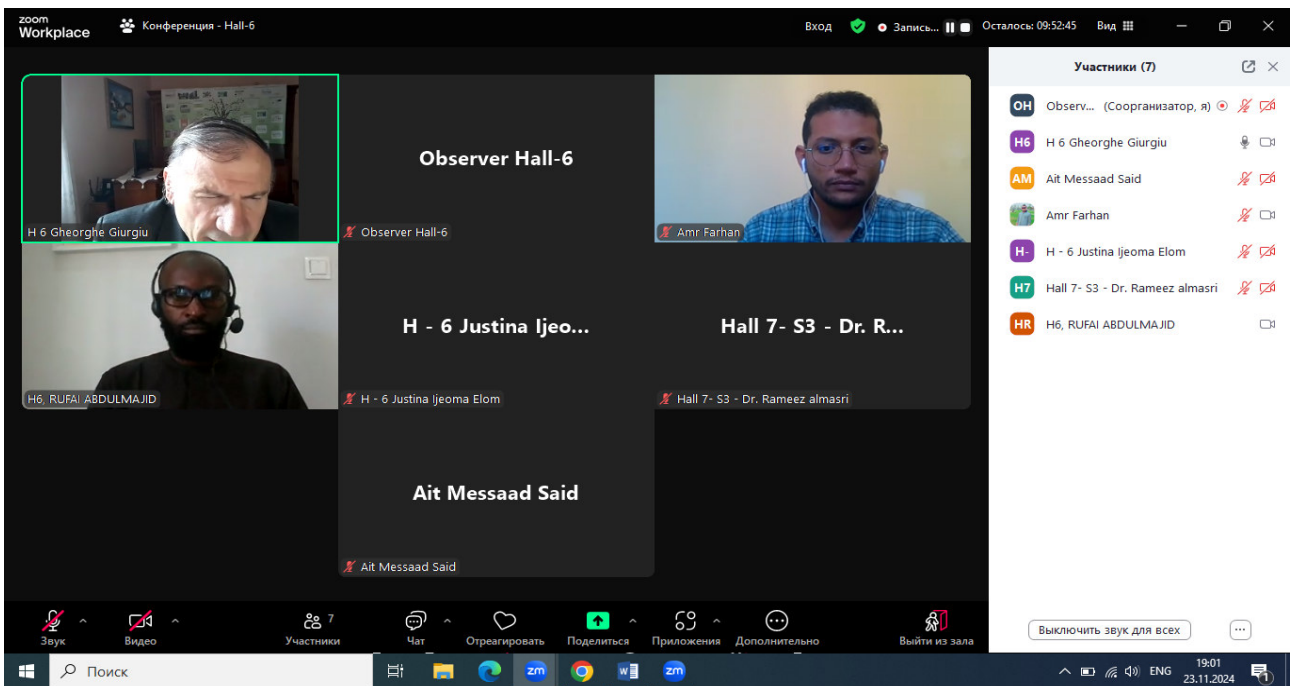 zoom
Workplace
Конференция - Hall-6
Вход
Запись...
Осталось: 09:52:45
Вид
H 6 Gheorghe Giurgiu
Observer Hall-6
Observer Hall-6
Amr Farhan
H6, RUFAI ABDULMAJID
H - 6 Justina Ijeo...
H - 6 Justina Ijeoma Elom
Hall 7- S3 - Dr. R...
Hall 7- S3 - Dr. Rameez almasri
Ait Messaad Said
Ait Messaad Said
Участники (7)
OH Observ... (Соорганизатор, я)
H6 H 6 Gheorghe Giurgiu
AM Ait Messaad Said
Amr Farhan
H- H - 6 Justina Ijeoma Elom
H7 Hall 7- S3 - Dr. Rameez almasri
HR H6, RUFAI ABDULMAJID
Выключить звук для всех
Звук
Видео
7
Участники
Чат
Отреагировать
Поделиться
Приложения
Дополнительно
Выйти из зала
Поиск
zm
W
zm
ENG
19:01
23.11.2024
1